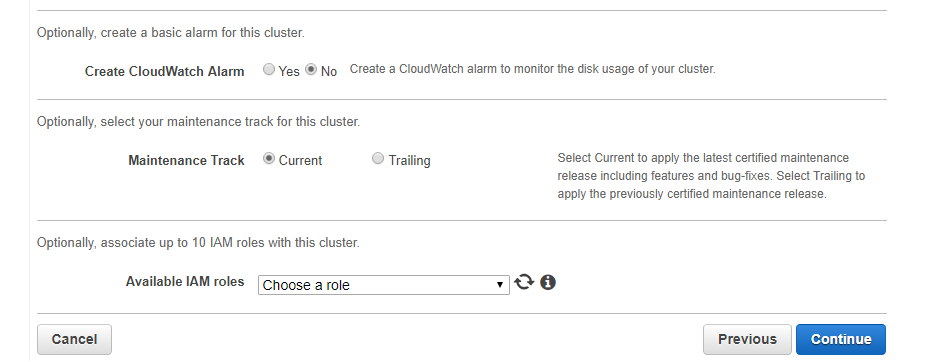 Optionally, create a basic alarm for this cluster.
Create CloudWatch Alarm Yes No Create a CloudWatch alarm to monitor the disk usage of your cluster.
Optionally, select your maintenance track for this cluster.
Maintenance Track Current Trailing Select Current to apply the latest certified maintenance
release including features and bug-fixes. Select Trailing to
apply the previously certified maintenance release.
Optionally, associate up to 10 IAM roles with this cluster.
Available IAM roles Choose a role
Cancel Previous Continue